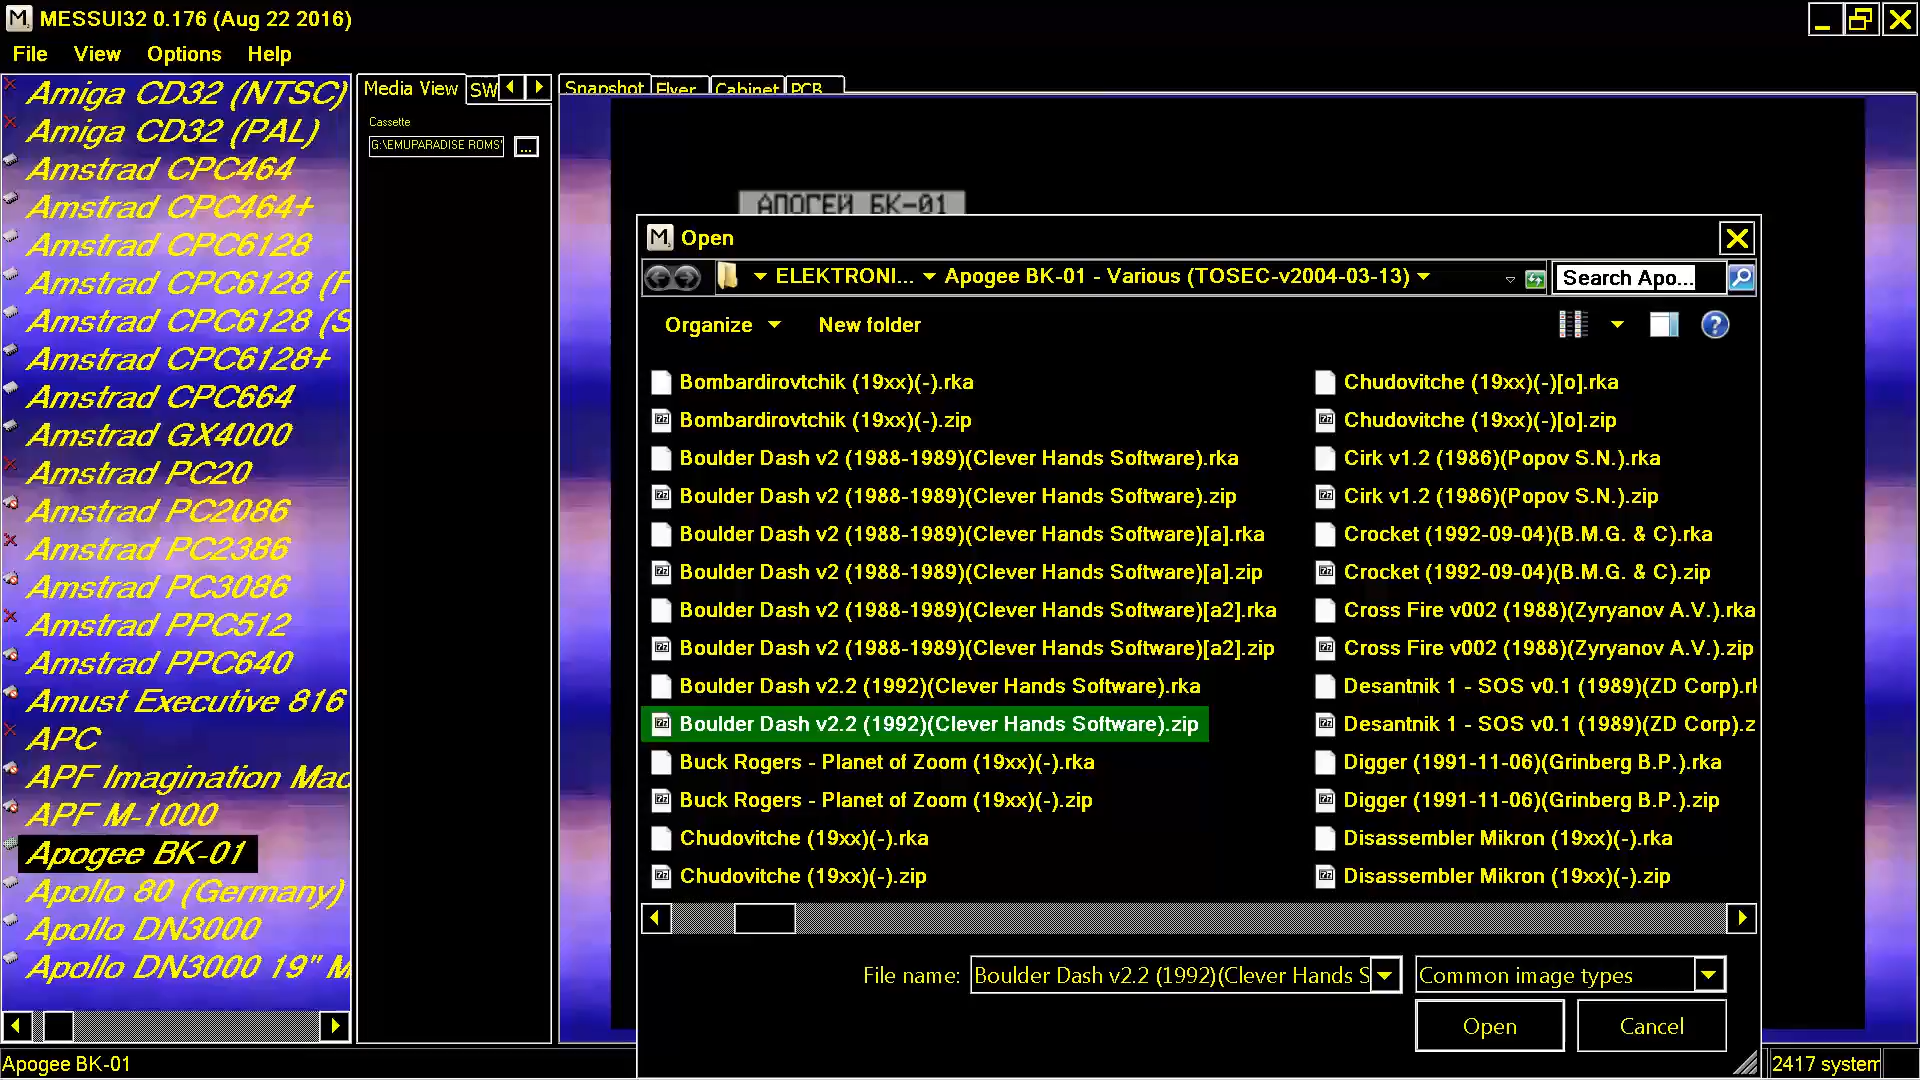 MESSUI32 0.176 (Aug 22 2016)
File View Options Help
Amiga CD32 (NTSC)
Amiga CD32 (PAL)
Amstrad CPC464
Amstrad CPC464+
Amstrad CPC6128
Amstrad CPC6128 (F
Amstrad CPC6128 (S
Amstrad CPC6128+
Amstrad CPC664
Amstrad GX4000
Amstrad PC20
Amstrad PC2086
Amstrad PC2386
Amstrad PC3086
Amstrad PPC512
Amstrad PPC640
Amust Executive 816
APC
APF Imagination Mac
APF M-1000
Apogee BK-01
Apollo 80 (Germany)
Apollo DN3000
Apollo DN3000 19" M
Media View SW
Cassette
G:\EMUPARADISE ROMS\ ...
Snapshot Flyer Cabinet PCB
АПОГЕЙ БК-01
Open
ELEKTRONI... Apogee BK-01 - Various (TOSEC-v2004-03-13)
Search Apo...
Organize New folder
Bombardirovtchik (19xx)(-).rka
Bombardirovtchik (19xx)(-).zip
Boulder Dash v2 (1988-1989)(Clever Hands Software).rka
Boulder Dash v2 (1988-1989)(Clever Hands Software).zip
Boulder Dash v2 (1988-1989)(Clever Hands Software)[a].rka
Boulder Dash v2 (1988-1989)(Clever Hands Software)[a].zip
Boulder Dash v2 (1988-1989)(Clever Hands Software)[a2].rka
Boulder Dash v2 (1988-1989)(Clever Hands Software)[a2].zip
Boulder Dash v2.2 (1992)(Clever Hands Software).rka
Boulder Dash v2.2 (1992)(Clever Hands Software).zip
Buck Rogers - Planet of Zoom (19xx)(-).rka
Buck Rogers - Planet of Zoom (19xx)(-).zip
Chudovitche (19xx)(-).rka
Chudovitche (19xx)(-).zip
Chudovitche (19xx)(-)[o].rka
Chudovitche (19xx)(-)[o].zip
Cirk v1.2 (1986)(Popov S.N.).rka
Cirk v1.2 (1986)(Popov S.N.).zip
Crocket (1992-09-04)(B.M.G. & C).rka
Crocket (1992-09-04)(B.M.G. & C).zip
Cross Fire v002 (1988)(Zyryanov A.V.).rka
Cross Fire v002 (1988)(Zyryanov A.V.).zip
Desantnik 1 - SOS v0.1 (1989)(ZD Corp).rk
Desantnik 1 - SOS v0.1 (1989)(ZD Corp).z
Digger (1991-11-06)(Grinberg B.P.).rka
Digger (1991-11-06)(Grinberg B.P.).zip
Disassembler Mikron (19xx)(-).rka
Disassembler Mikron (19xx)(-).zip
File name: Boulder Dash v2.2 (1992)(Clever Hands S
Common image types
Open Cancel
Apogee BK-01
2417 system